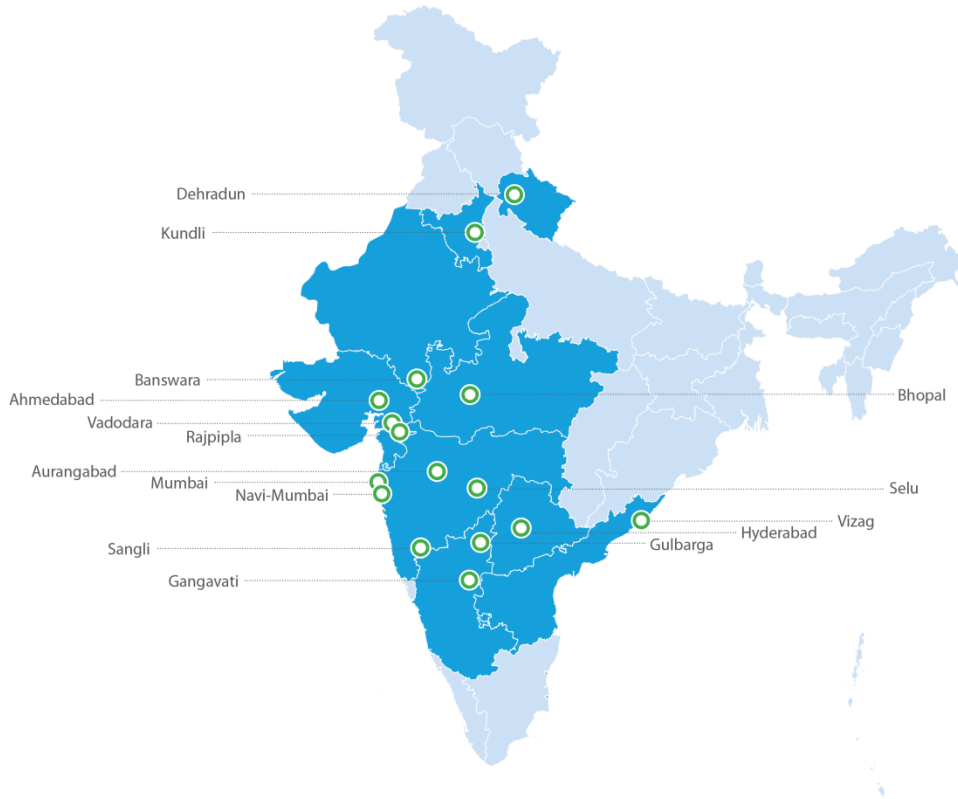 Dehradun
Kundli
Banswara
Bhopal
Ahmedabad
Vadodara
Rajpipla
Aurangabad
Mumbai
Selu
Navi-Mumbai
Vizag
Hyderabad
Gulbarga
Sangli
Gangavati